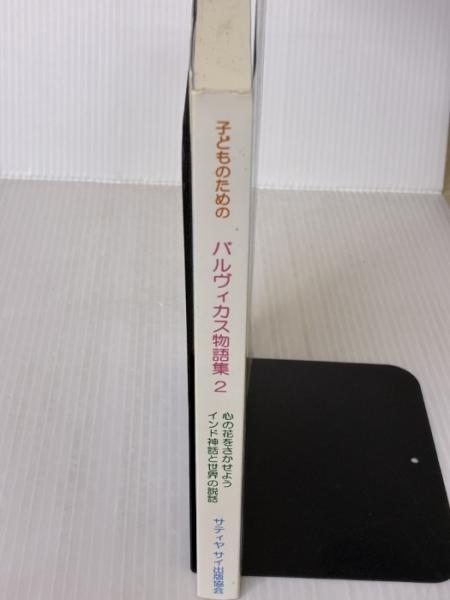 子どものための
バルヴィカス物語集 2
心の花をさかせよう
インド神話と世界の説話
サティヤ サイ出版協会